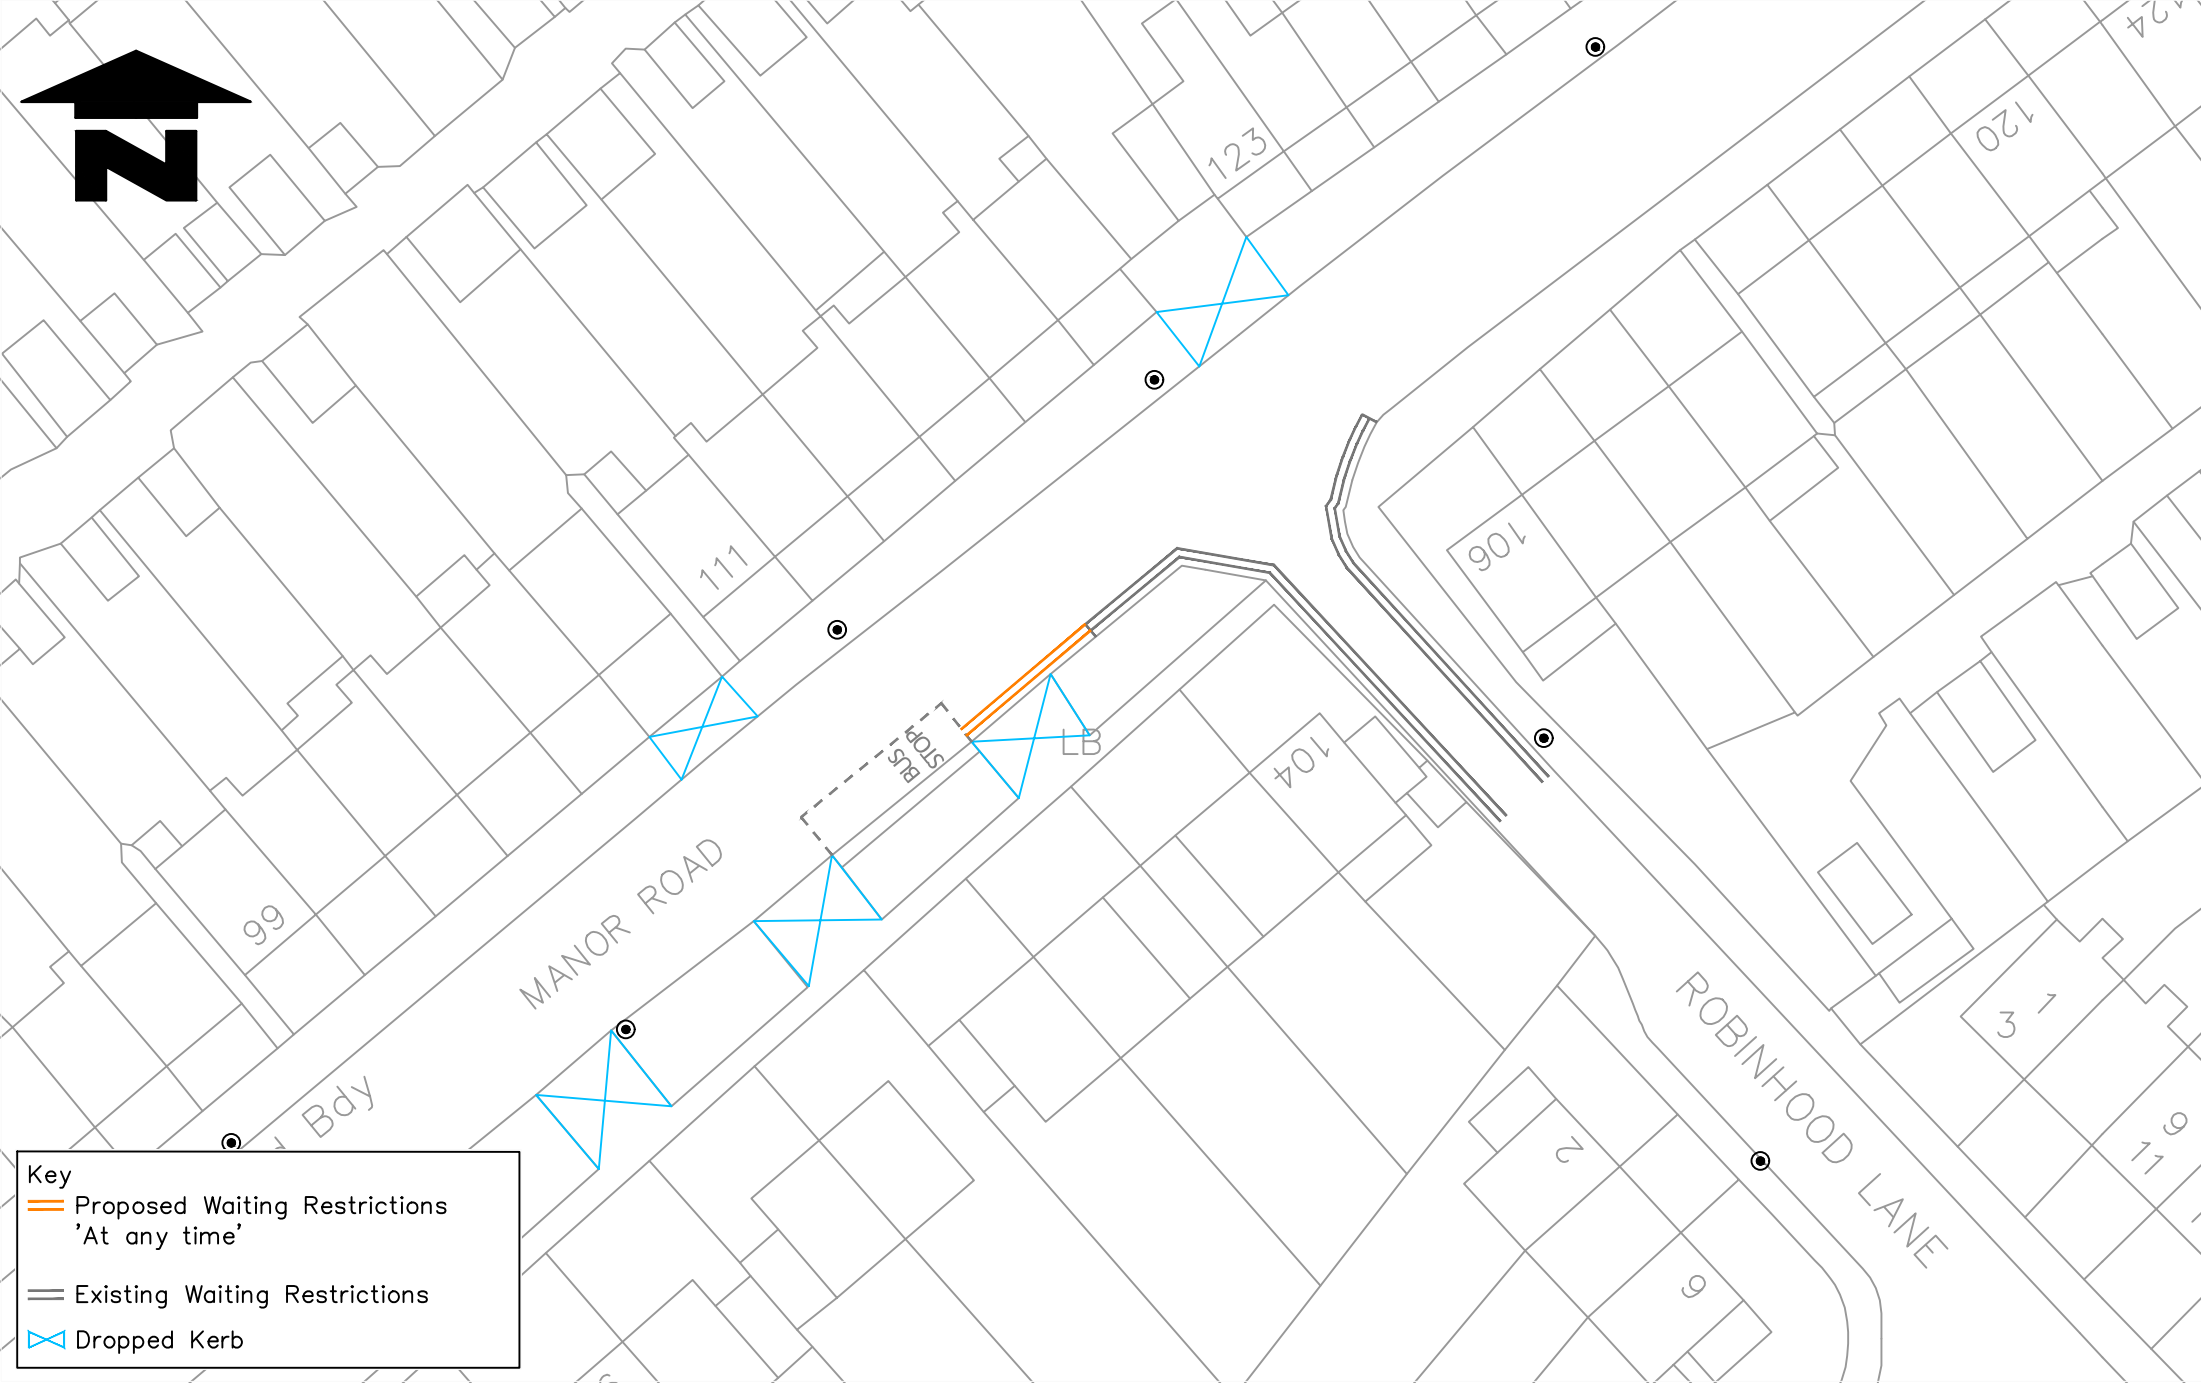 N
124
120
123
106
111
BUS
STOP
LB
104
MANOR ROAD
99
ROBINHOOD LANE
1
3
9
11
2
6
Bdy
Key
Proposed Waiting Restrictions
'At any time'
Existing Waiting Restrictions
Dropped Kerb